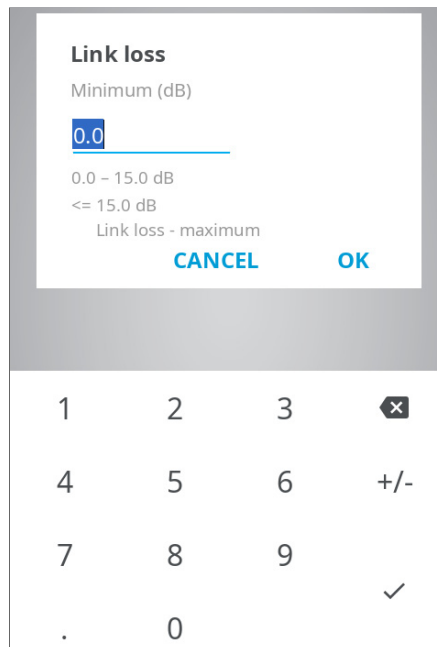 Link loss
Minimum (dB)
0.0
0.0 – 15.0 dB
<= 15.0 dB
Link loss - maximum
CANCEL OK
1 2 3
4 5 6 +/-
7 8 9
. 0